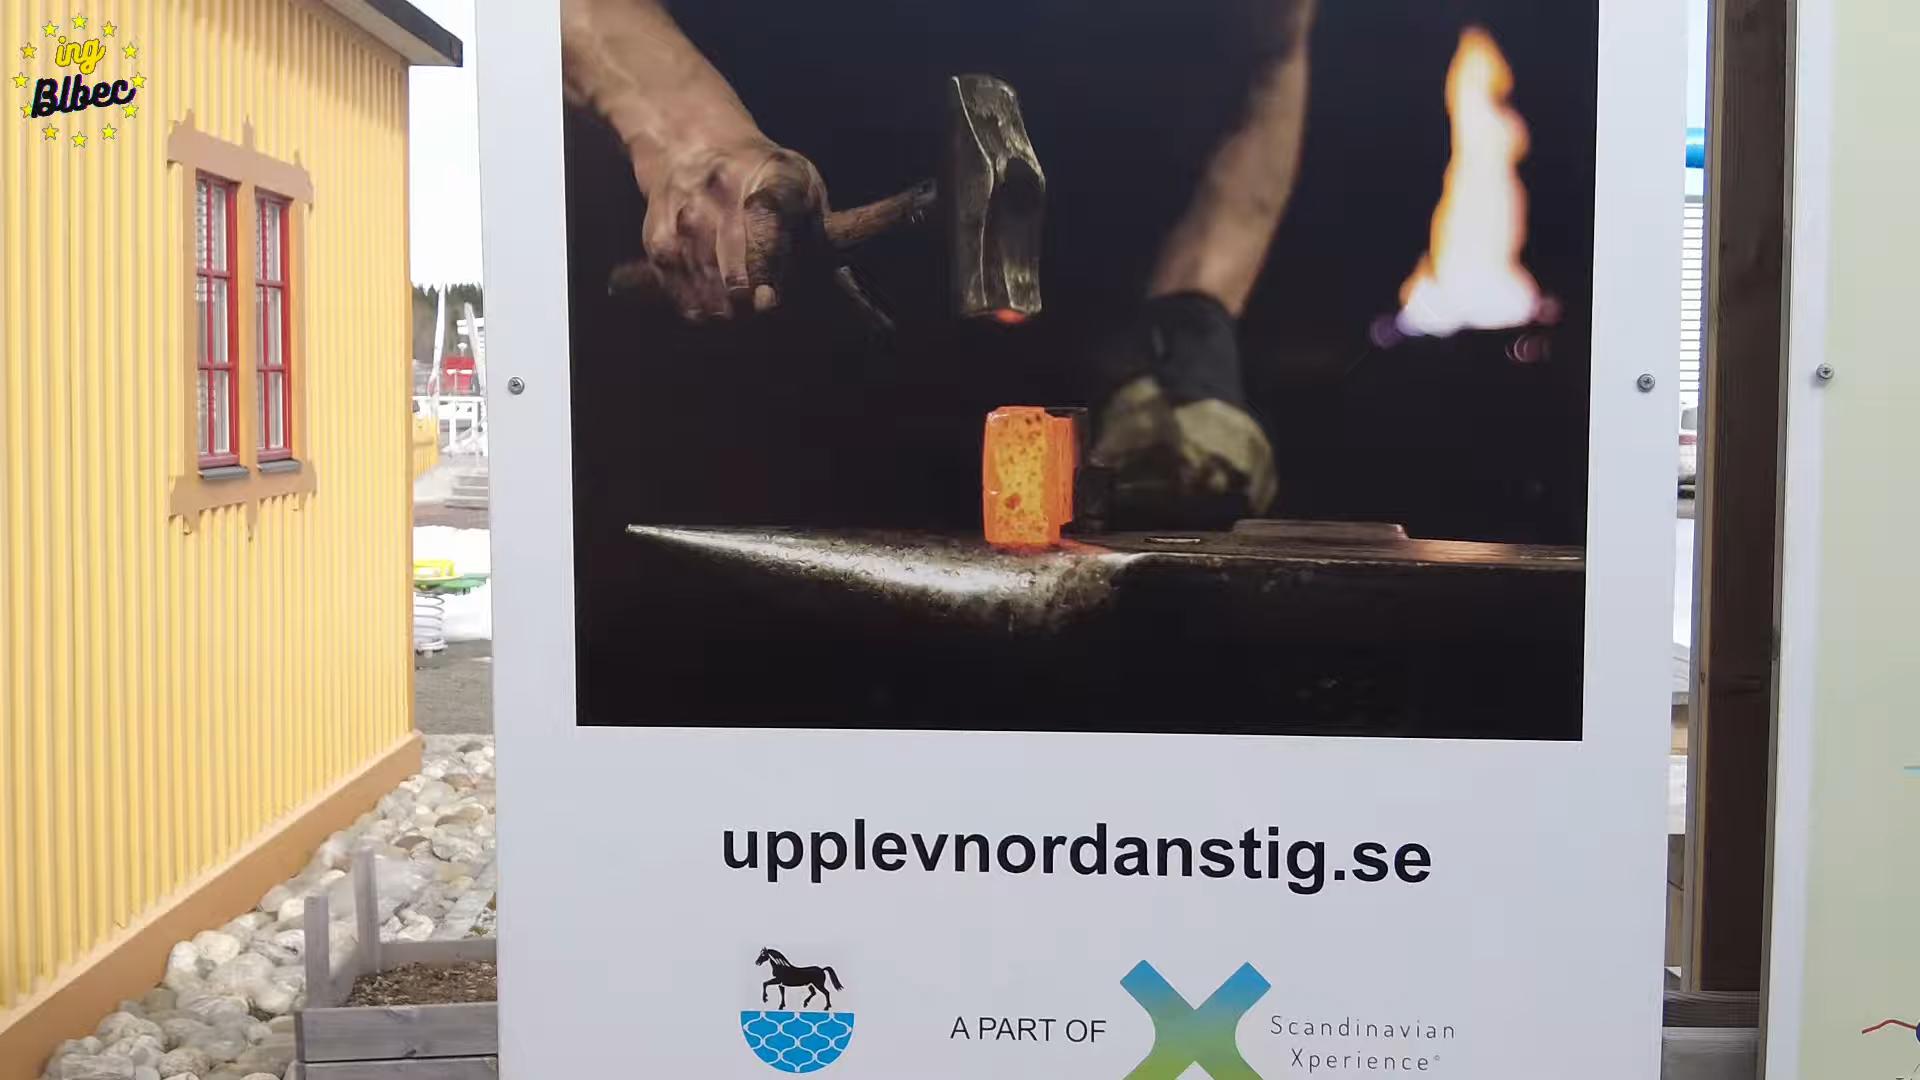 ing
Blbec
upplevnordanstig.se
A PART OF
Scandinavian
Xperience®